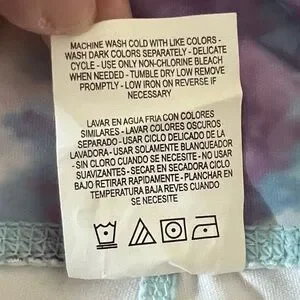 MACHINE WASH COLD WITH LIKE COLORS -
WASH DARK COLORS SEPARATELY - DELICATE
CYCLE - USE ONLY NON-CHLORINE BLEACH
WHEN NEEDED - TUMBLE DRY LOW REMOVE
PROMPTLY - LOW IRON ON REVERSE IF
NECESSARY
LAVAR EN AGUA FRIA CON COLORES
SIMILARES - LAVAR COLORES OSCUROS
SEPARADO - USAR CICLO DELICADO DE LA
LAVADORA - USAR SOLAMENTE BLANQUEADOR
- SIN CLORO CUANDO SE NECESITE - NO USAR
SUAVIZANTES - SECAR EN SECADORA CICLO
BAJO RETIRAR RAPIDAMENTE - PLANCHAR EN
TEMPERATURA BAJA REVES CUANDO
SE NECESITE